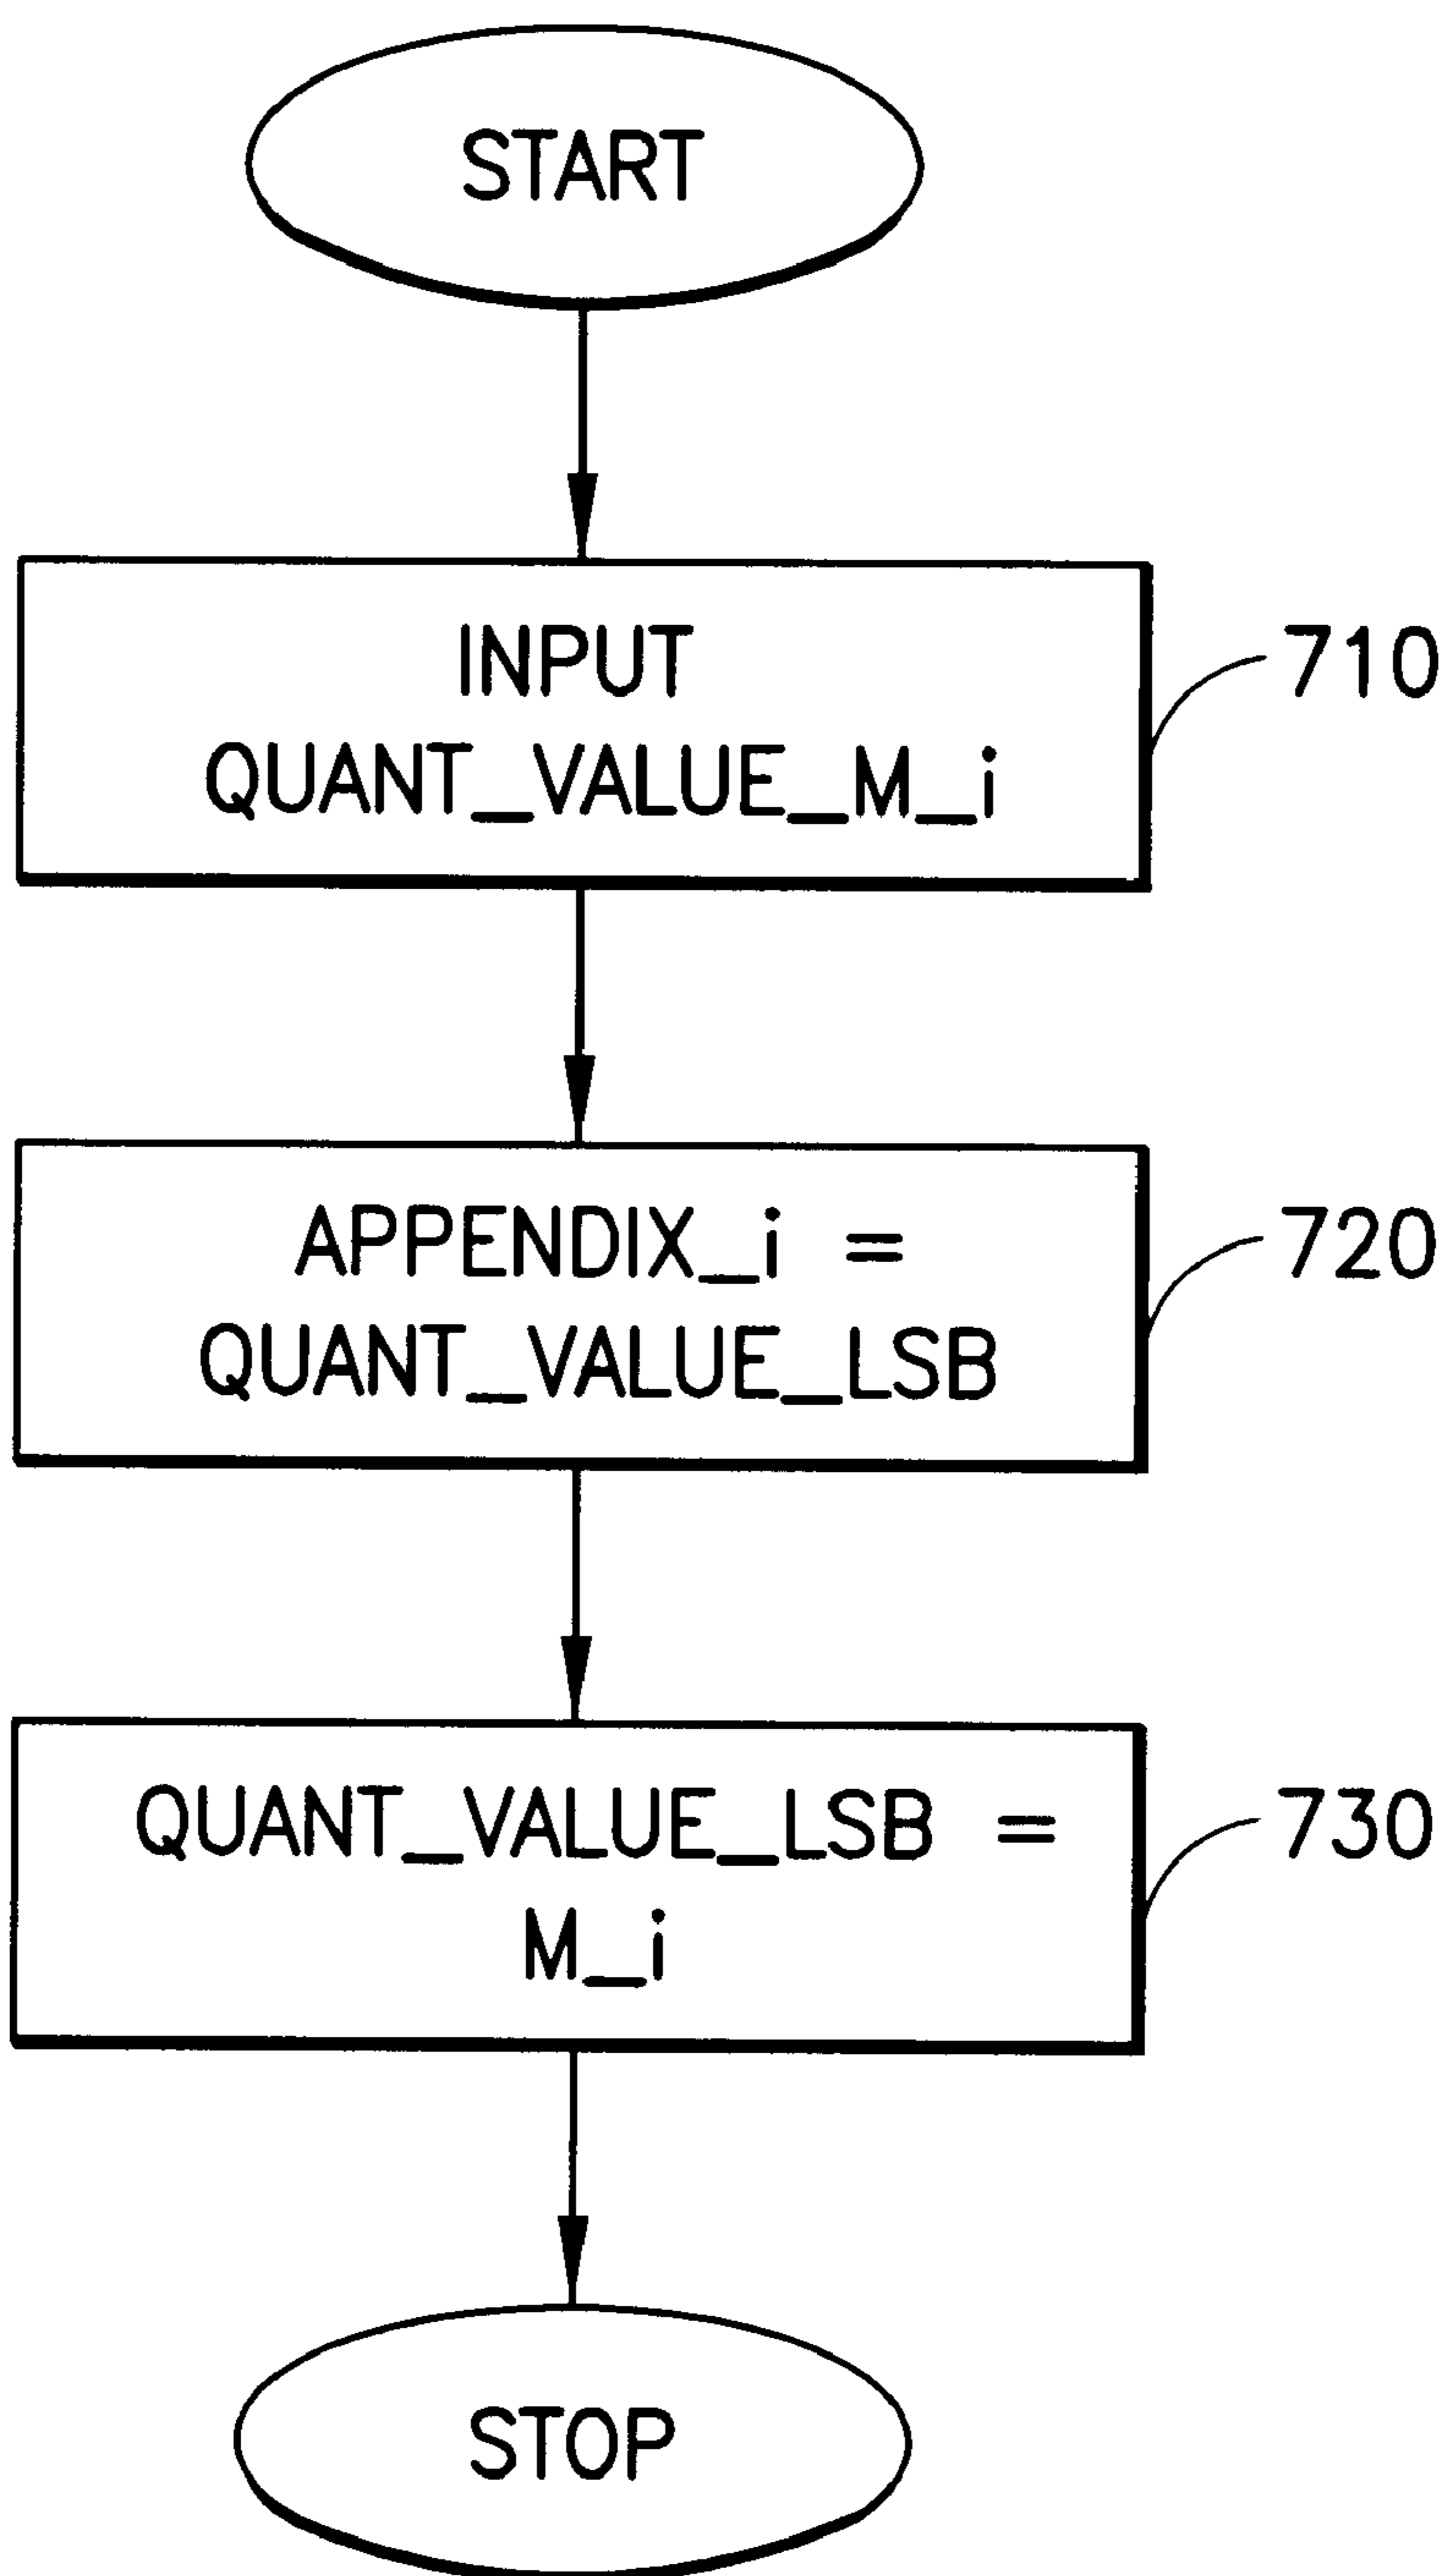 START
INPUT
QUANT_VALUE_M_i
710
APPENDIX_i =
QUANT_VALUE_LSB
720
QUANT_VALUE_LSB =
M_i
730
STOP